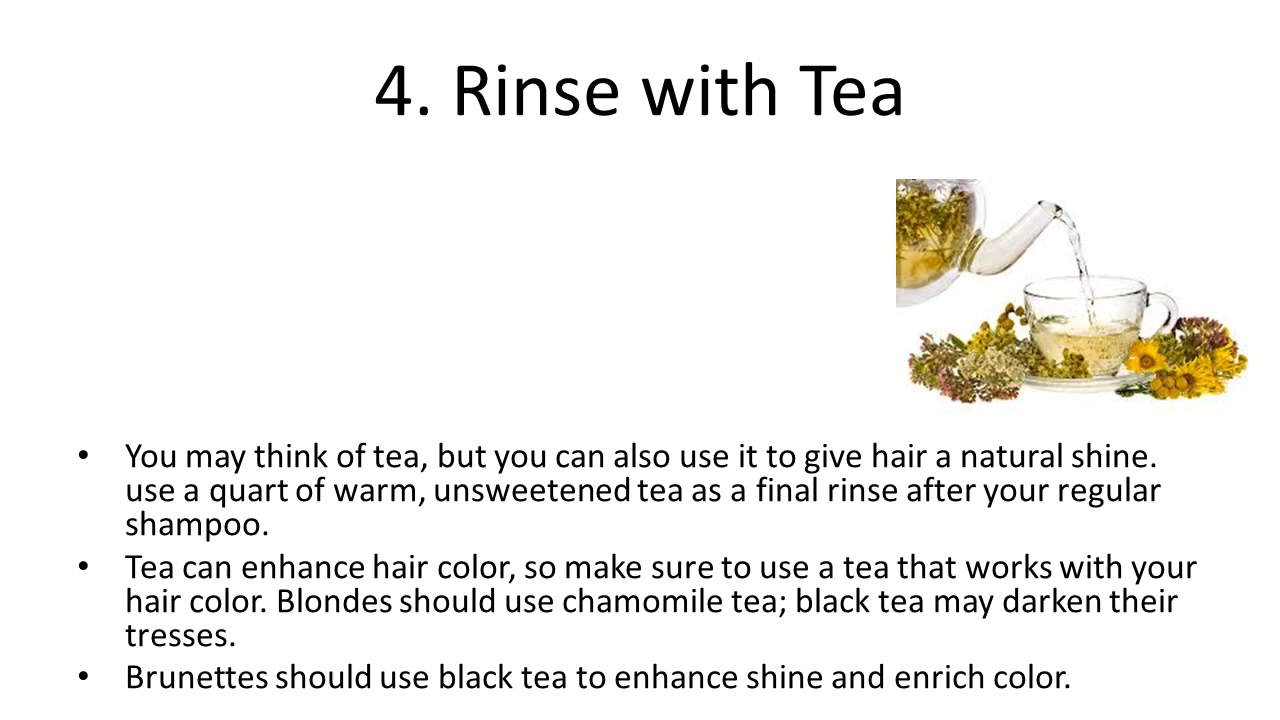 4. Rinse with Tea
• You may think of tea, but you can also use it to give hair a natural shine.
use a quart of warm, unsweetened tea as a final rinse after your regular
shampoo.
• Tea can enhance hair color, so make sure to use a tea that works with your
hair color. Blondes should use chamomile tea; black tea may darken their
tresses.
• Brunettes should use black tea to enhance shine and enrich color.